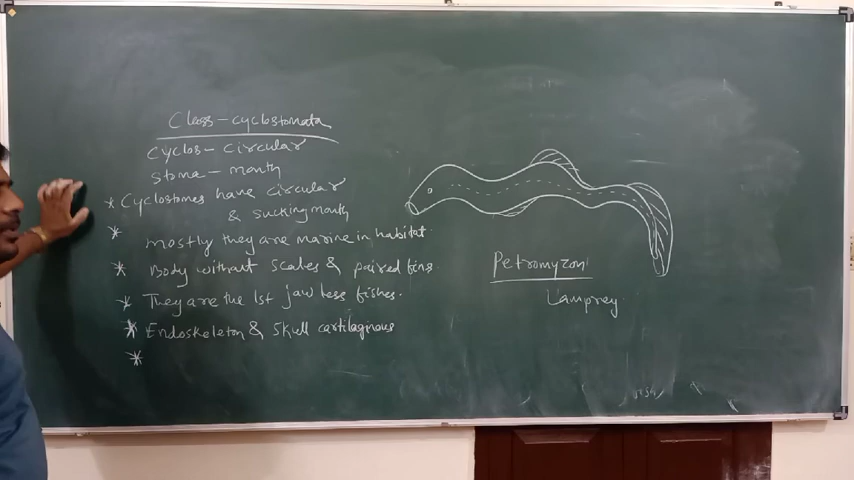 Class-cyclostomata
Cyclos-circular
Stoma-mouth
* Cyclostomes have circular
& sucking mouth
* mostly they are marine in habitat
* Body without scales & paired fins.
* They are the 1st jaw less fishes.
* Endoskeleton & skull cartilaginous
*
Petromyzon
Lamprey